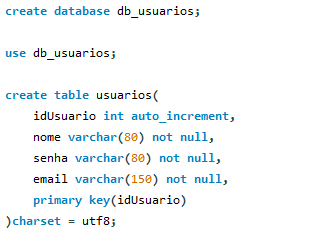 create database db_usuarios;
use db_usuarios;
create table usuarios(
    idUsuario int auto_increment,
    nome varchar(80) not null,
    senha varchar(80) not null,
    email varchar(150) not null,
    primary key(idUsuario)
)charset = utf8;